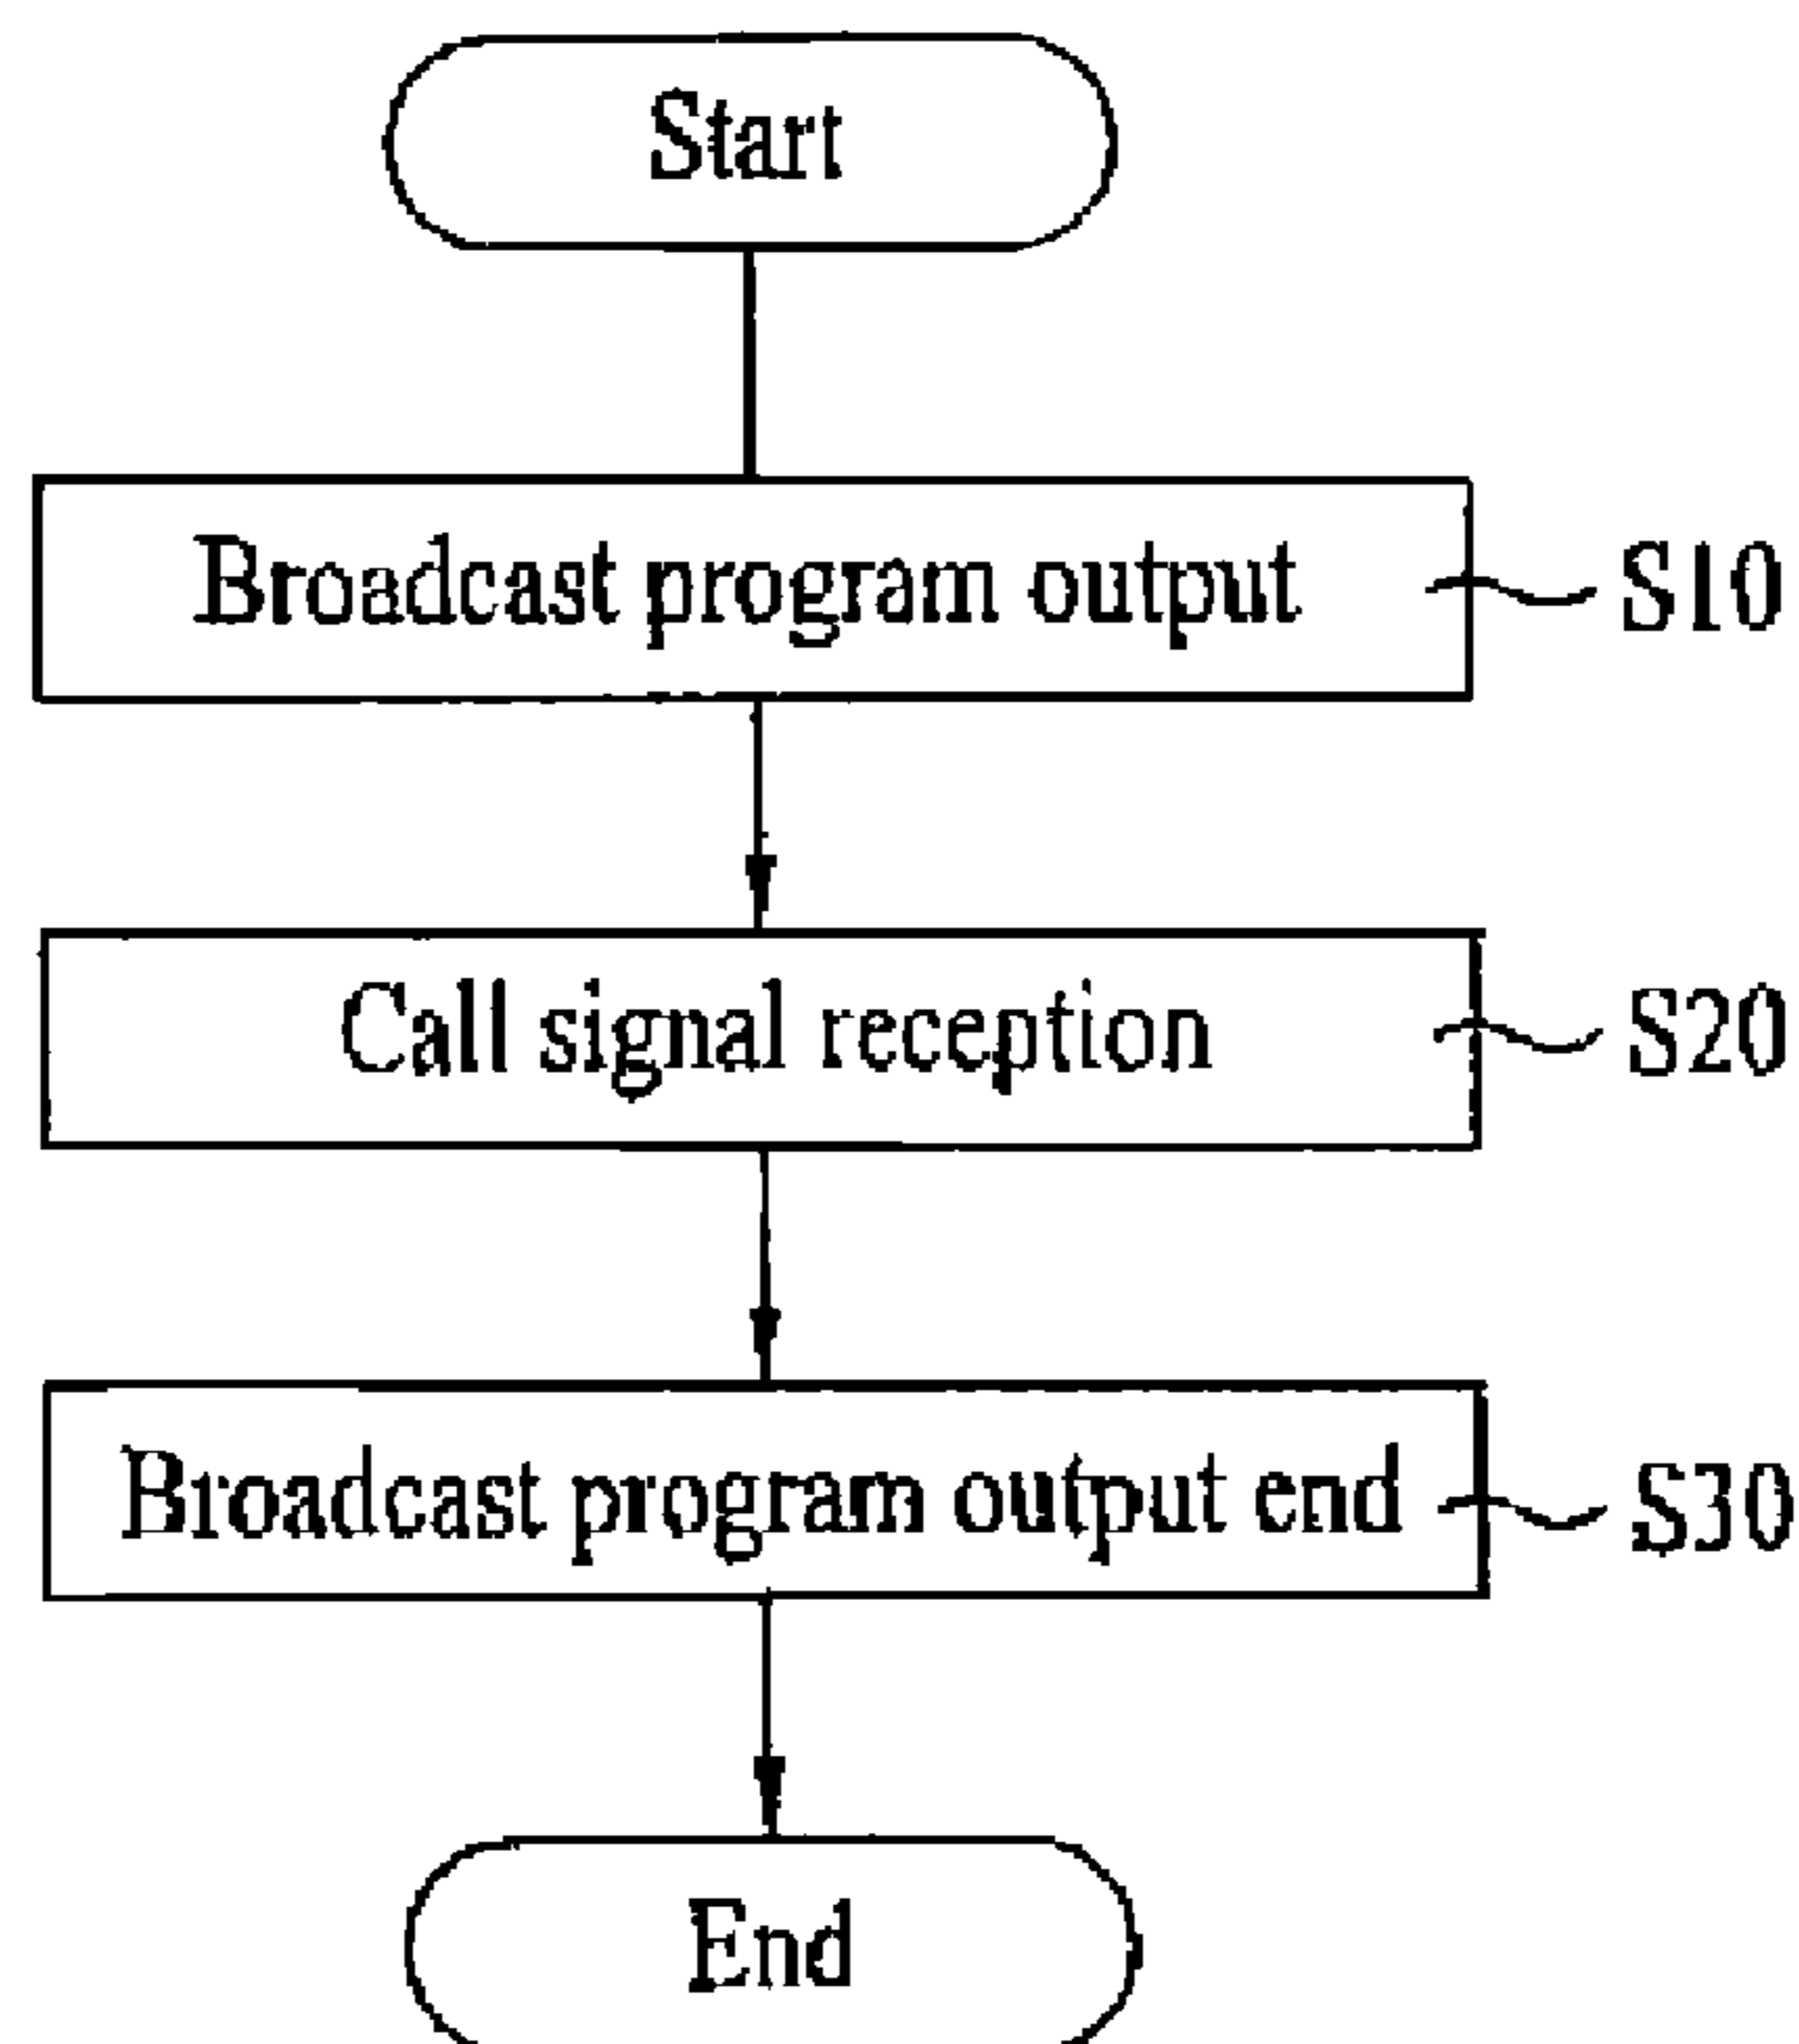 Start
Broadcast program output
S10
Call signal reception
S20
Broadcast program output end
S30
End